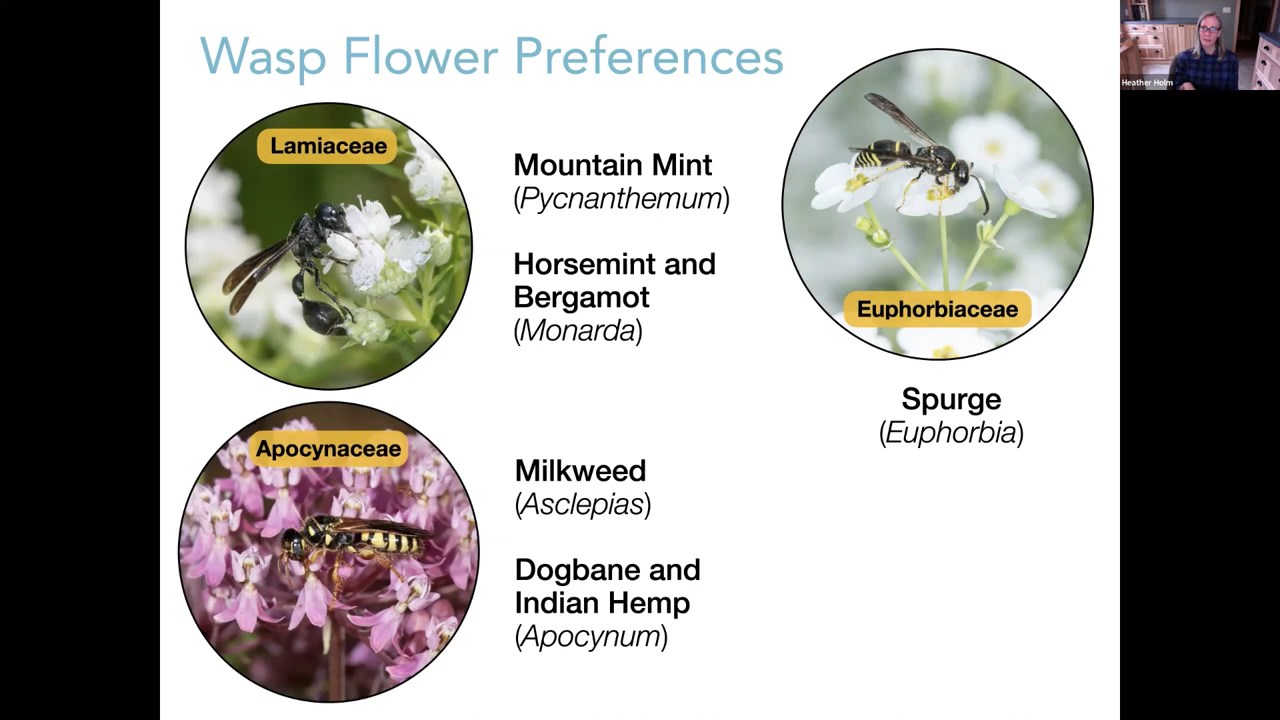 Wasp Flower Preferences
Heather Holm
Lamiaceae
Mountain Mint
(Pycnanthemum)
Horsemint and
Bergamot
(Monarda)
Euphorbiaceae
Spurge
(Euphorbia)
Apocynaceae
Milkweed
(Asclepias)
Dogbane and
Indian Hemp
(Apocynum)